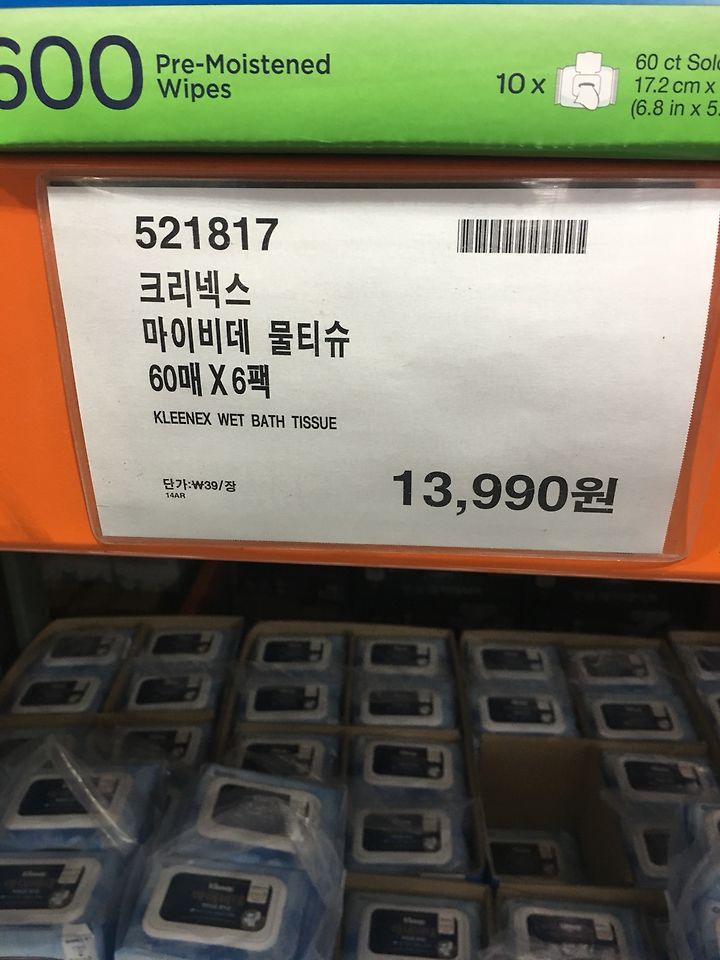 600 Pre-Moistened
Wipes
10 x
60 ct
17.2 cm x
(6.8 in x 5.
521817
크리넥스
마이비데 물티슈
60매 X 6팩
KLEENEX WET BATH TISSUE
단가:₩39/장
14AR
13,990원
Kleenex